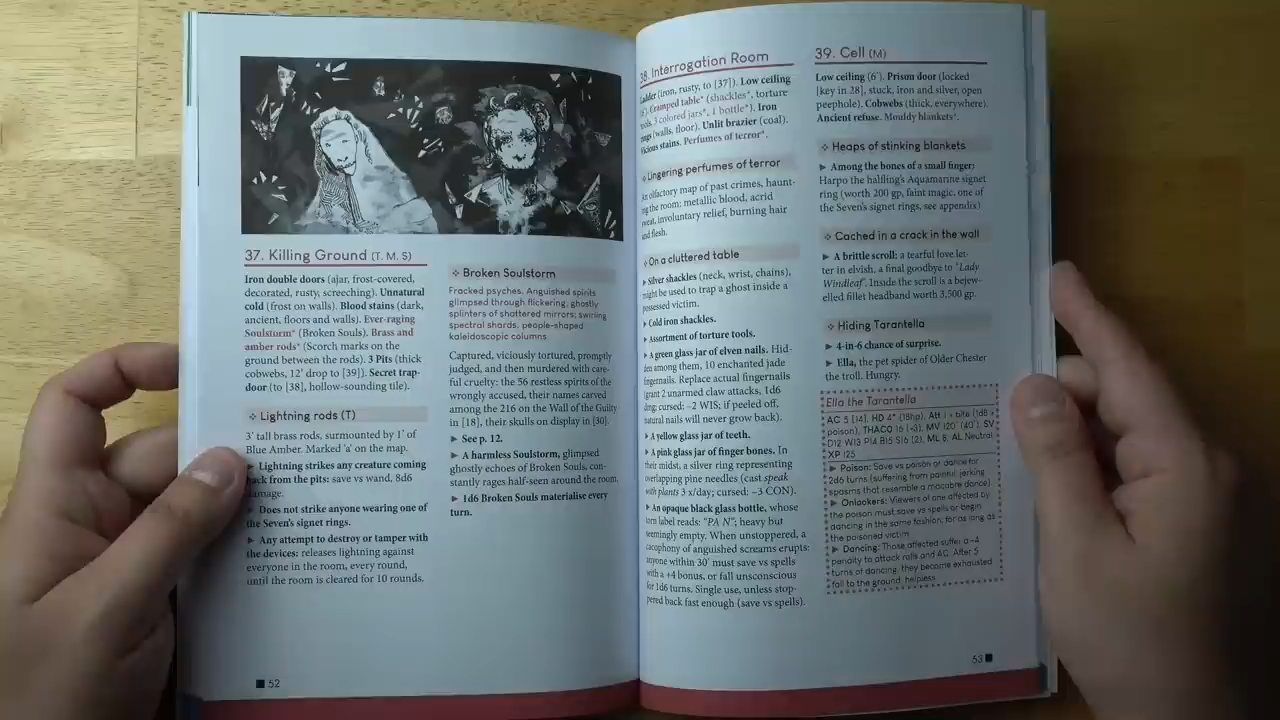 37. Killing Ground (T, M, S)
Iron double doors (ajar, frost-covered,
decorated, rusty, screeching). Unnatural
cold (frost on walls). Blood stains (dark,
ancient, floors and walls). Ever-raging
Soulstorm* (Broken Souls). Brass and
amber rods* (Scorch marks on the
ground between the rods). 3 Pits (thick
cobwebs, 12' drop to [39]). Secret trap-
door (to [38], hollow-sounding tile).
✧ Lightning rods (T)
3' tall brass rods, surmounted by 1' of
Blue Amber. Marked 'a' on the map.
► Lightning strikes any creature coming
back from the pits: save vs wand, 8d6
damage.
► Does not strike anyone wearing one of
the Seven's signet rings.
► Any attempt to destroy or tamper with
the devices: releases lightning against
everyone in the room, every round,
until the room is cleared for 10 rounds.
✧ Broken Soulstorm
Fracked psyches. Anguished spirits
glimpsed through flickering, ghostly
splinters of shattered mirrors; swirling
spectral shards, people-shaped
kaleidoscopic columns
Captured, viciously tortured, promptly
judged, and then murdered with care-
ful cruelty: the 56 restless spirits of the
wrongly accused, their names carved
among the 216 on the Wall of the Guilty
in [18], their skulls on display in [30].
► See p. 12.
► A harmless Soulstorm, glimpsed
ghostly echoes of Broken Souls, con-
stantly rages half-seen around the room.
► 1d6 Broken Souls materialise every
turn.
■ 52
38. Interrogation Room
Ladder (iron, rusty, to [37]). Low ceiling
Cramped table* (shackles*, torture
tools, 3 colored jars*, 1 bottle*). Iron
rings (walls, floor). Unlit brazier (coal).
Vicious stains. Perfumes of terror*.
✧ Lingering perfumes of terror
An olfactory map of past crimes, haunt-
ing the room: metallic blood, acrid
sweat, involuntary relief, burning hair
and flesh.
✧ On a cluttered table
► Silver shackles (neck, wrist, chains),
might be used to trap a ghost inside a
possessed victim.
► Cold iron shackles.
► Assortment of torture tools.
► A green glass jar of elven nails. Hid-
den among them, 10 enchanted jade
fingernails. Replace actual fingernails
(grant 2 unarmed claw attacks, 1d6
dmg; cursed: −2 WIS; if peeled off,
natural nails will never grow back).
► A yellow glass jar of teeth.
► A pink glass jar of finger bones. In
their midst, a silver ring representing
overlapping pine needles (cast speak
with plants 3 x/day; cursed: −3 CON).
► An opaque black glass bottle, whose
torn label reads: "PA N"; heavy but
seemingly empty. When unstoppered, a
cacophony of anguished screams erupts:
anyone within 30' must save vs spells
with a +4 bonus, or fall unconscious
for 1d6 turns. Single use, unless stop-
pered back fast enough (save vs spells).
39. Cell (M)
Low ceiling (6'). Prison door (locked
[key in 28], stuck, iron and silver, open
peephole). Cobwebs (thick, everywhere).
Ancient refuse. Mouldy blankets*.
✧ Heaps of stinking blankets
► Among the bones of a small finger:
Harpo the halfling's Aquamarine signet
ring (worth 200 gp, faint magic, one of
the Seven's signet rings, see appendix)
✧ Cached in a crack in the wall
► A brittle scroll; a tearful love let-
ter in elvish, a final goodbye to "Lady
Windleaf". Inside the scroll is a bejew-
elled fillet headband worth 3,500 gp.
✧ Hiding Tarantella
► 4-in-6 chance of surprise.
► Ella, the pet spider of Older Chester
the troll. Hungry.
Ella the Tarantella
AC 5 [14], HD 4* (18hp), Att 1 × bite (1d8 +
poison), THAC0 16 [+3], MV 120' (40'), SV
D12 W13 P14 B15 S16 (2), ML 8, AL Neutral,
XP 125
► Poison: Save vs poison or dance for
2d6 turns (suffering from painful, jerking
spasms that resemble a macabre dance).
► Onlookers: Viewers of one affected by
the poison must save vs spells or begin
dancing in the same fashion, for as long as
the poisoned victim.
► Dancing: Those affected suffer a −4
penalty to attack rolls and AC. After 5
turns of dancing, they become exhausted
fall to the ground, helpless.
53 ■